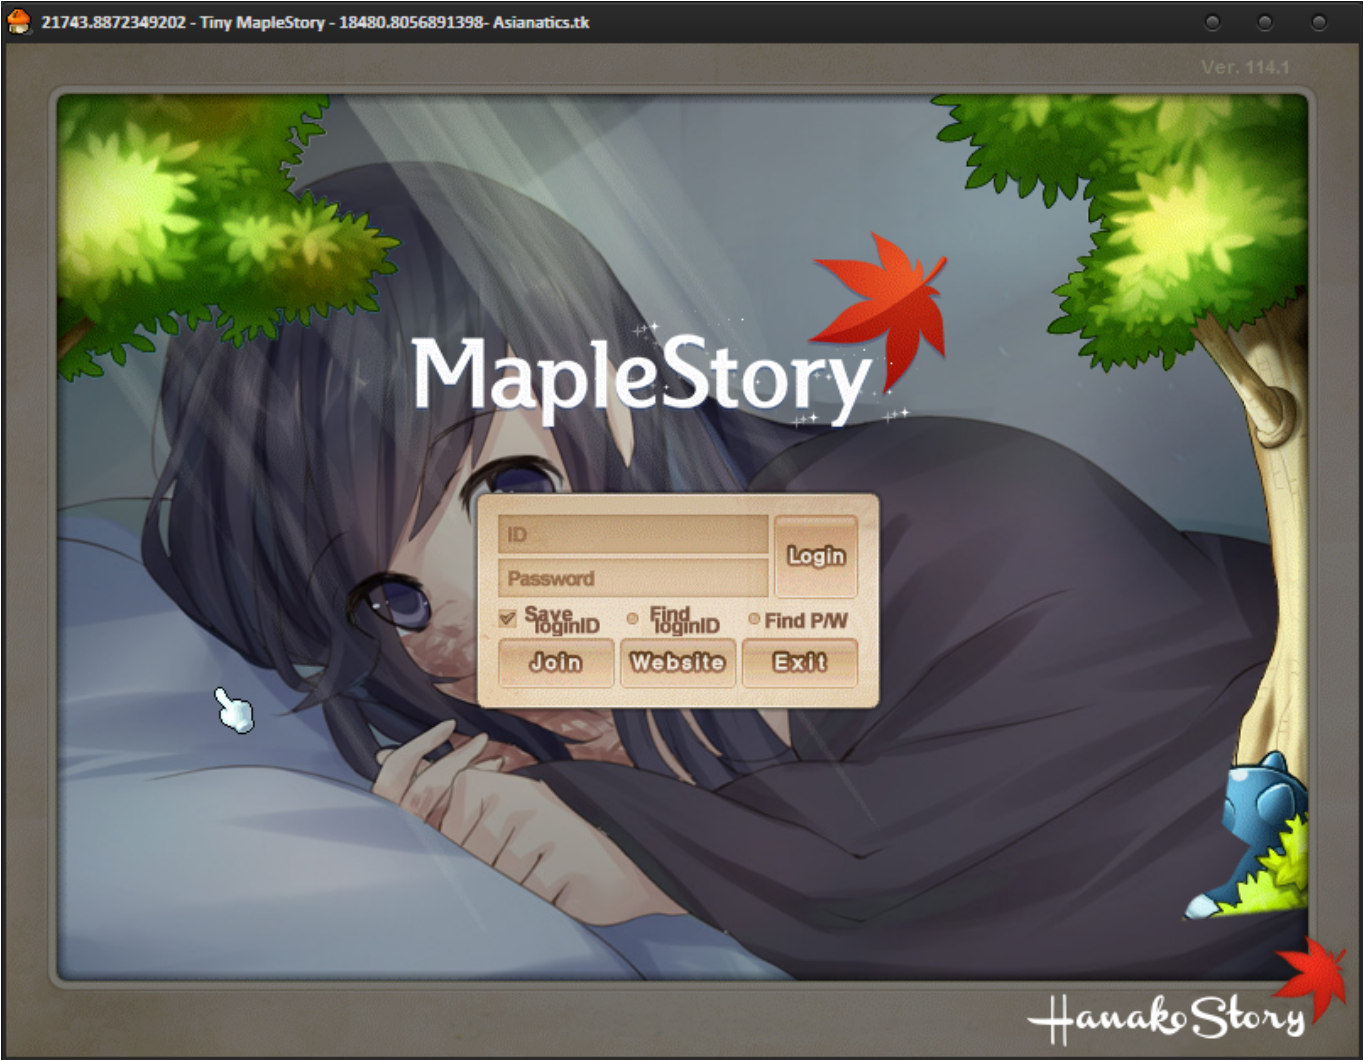 21743.8872349202 - Tiny MapleStory - 18480.8056891398- Asianatics.tk
Ver. 114.1
MapleStory
ID
Login
Password
Save loginID
Find loginID
Find P/W
Join
Website
Exit
HanakoStory